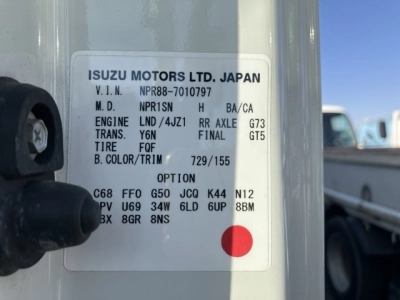 ISUZU MOTORS LTD. JAPAN
V.I.N. NPR88-7010797
M.D. NPR1SN H BA/CA
ENGINE LND/4JZ1 RR AXLE G73
TRANS. Y6N FINAL GT5
TIRE FQF
B.COLOR/TRIM 729/155
OPTION
C68 FFO G50 JCQ K44 N12
PV U69 34W 6LD 6UP 8BM
BX 8GR 8NS